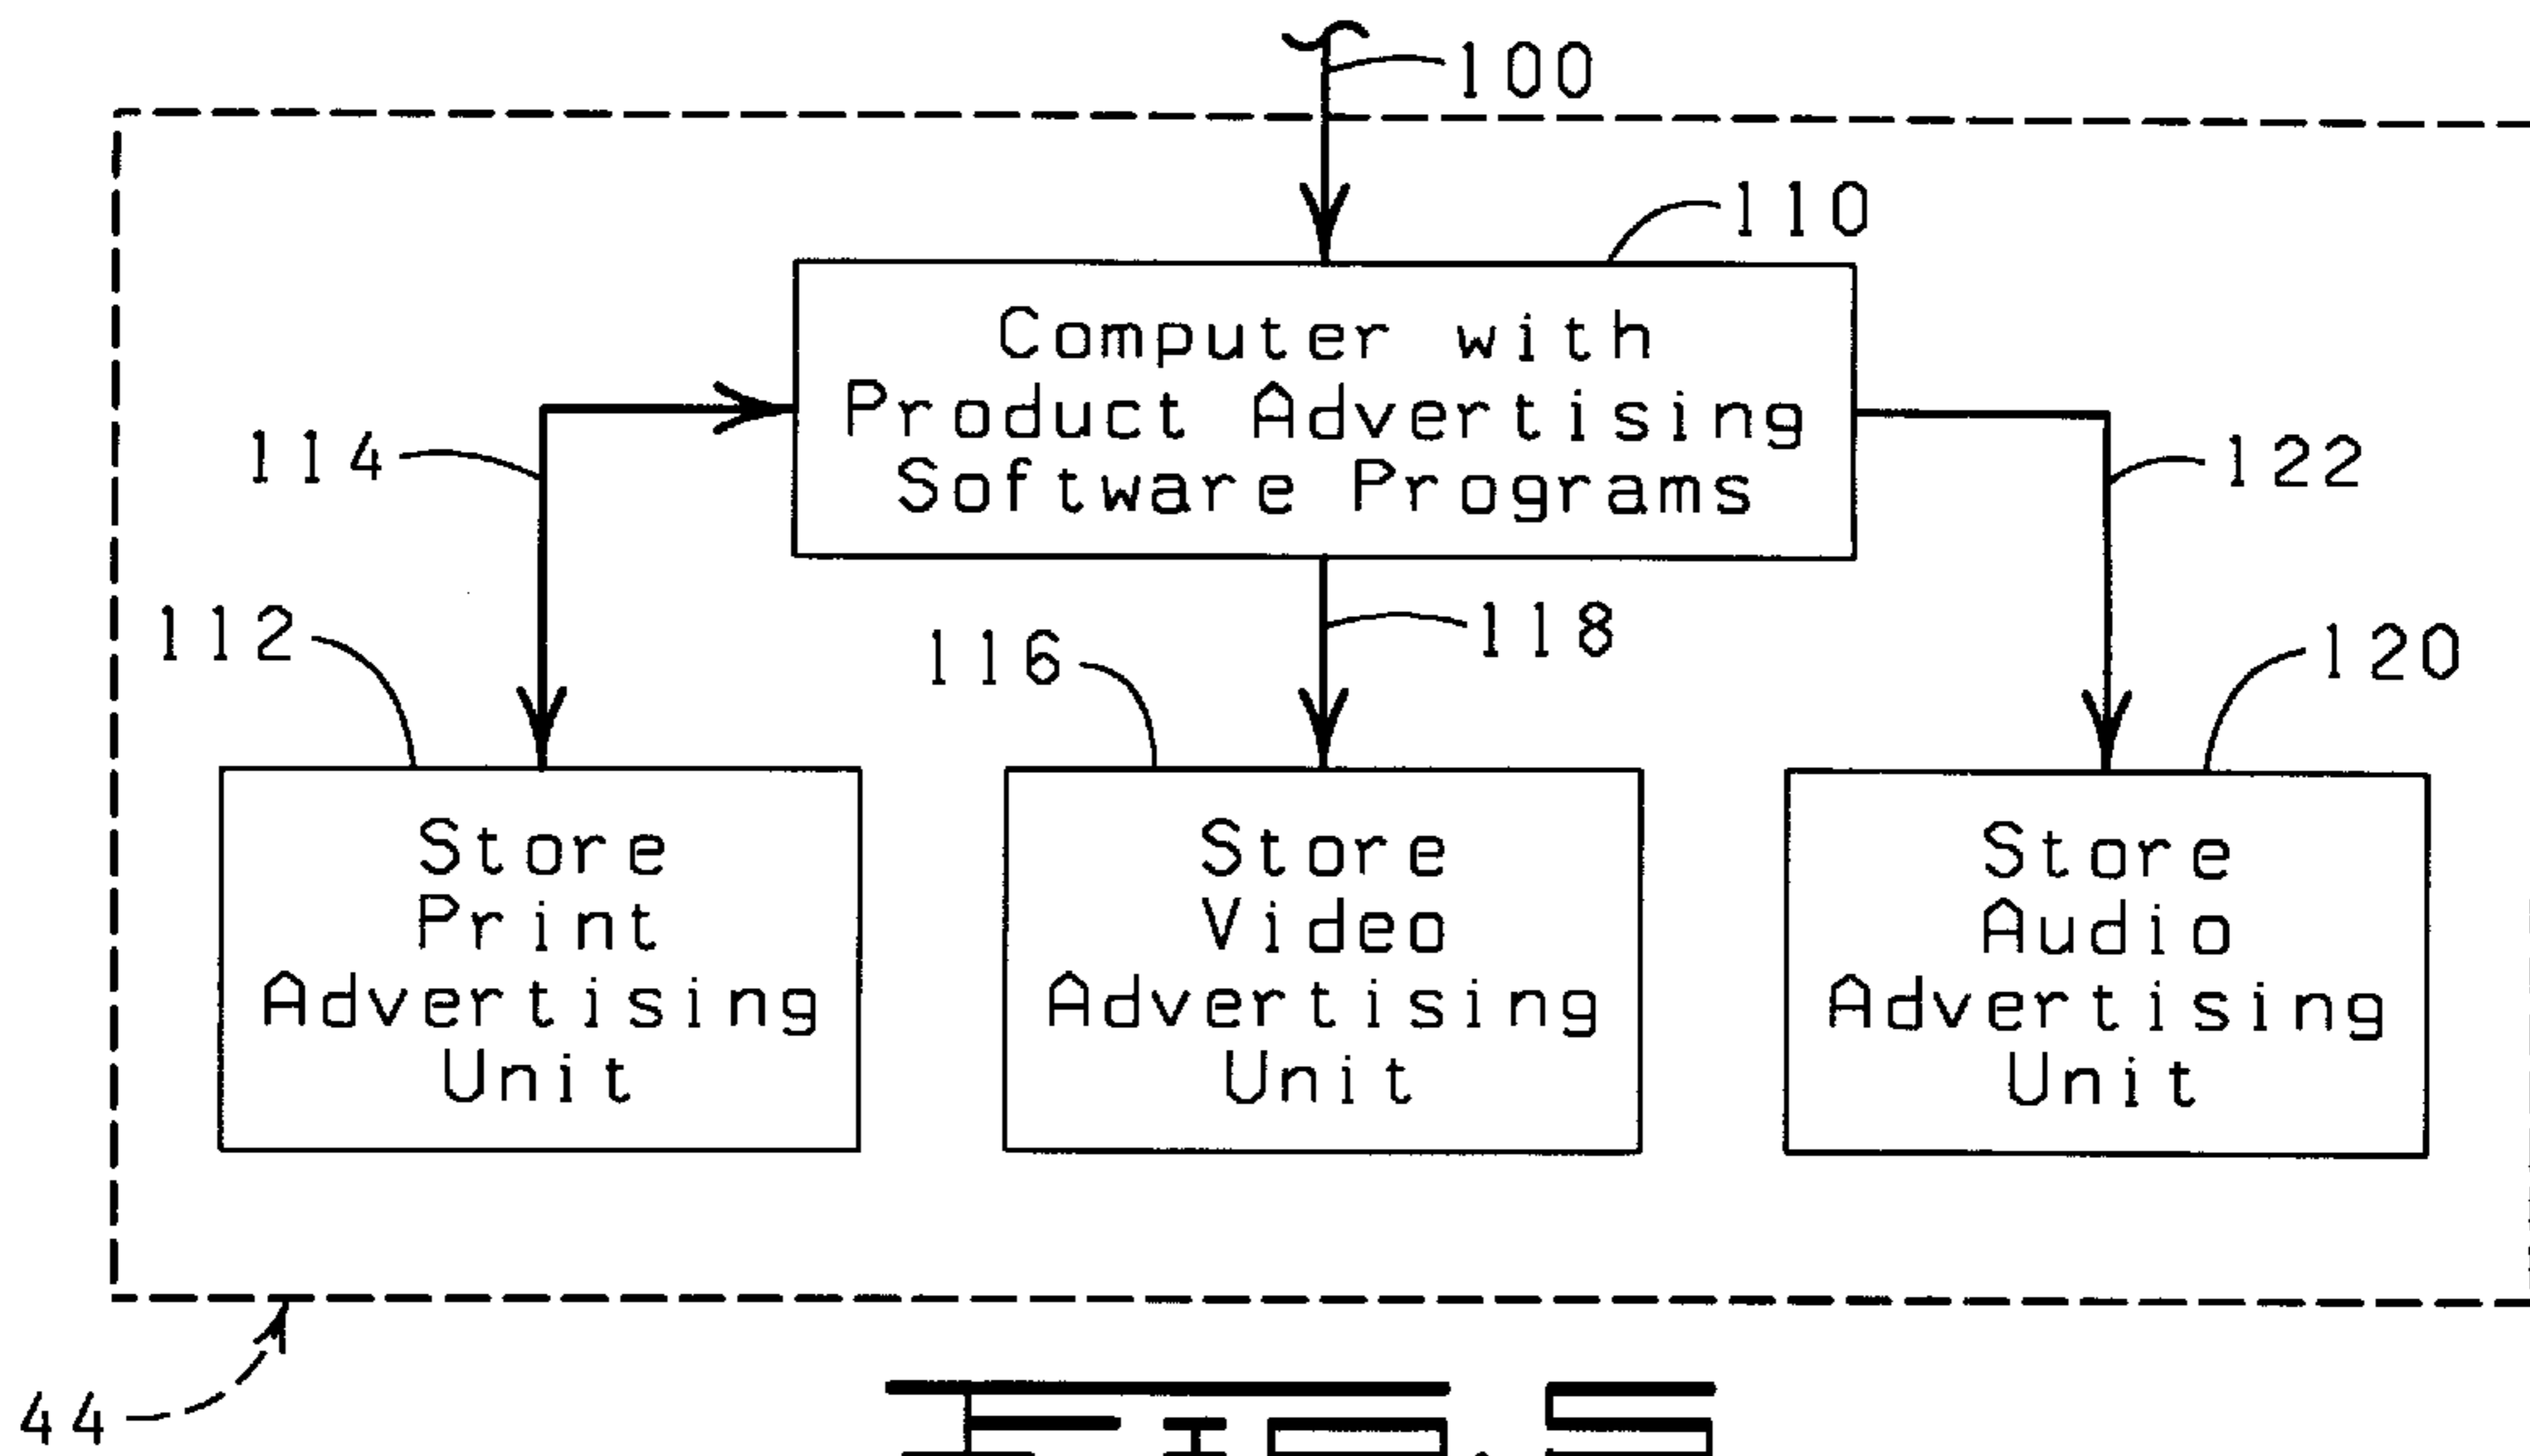 100
110
Computer with
Product Advertising
Software Programs
114
122
112
116
118
120
Store
Print
Advertising
Unit
Store
Video
Advertising
Unit
Store
Audio
Advertising
Unit
44